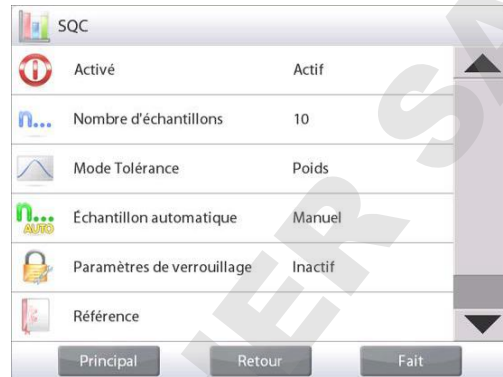 SQC
Activé Actif
n... Nombre d'échantillons 10
Mode Tolérance Poids
n... AUTO Échantillon automatique Manuel
Paramètres de verrouillage Inactif
Référence
Principal Retour Fait